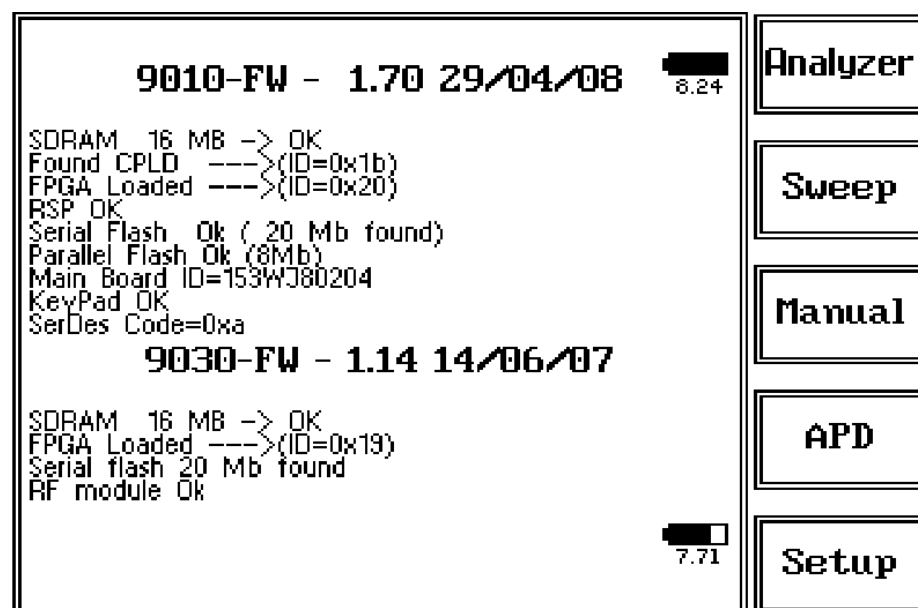 9010-FW - 1.70 29/04/08
8.24
SDRAM 16 MB -> OK
Found CPLD --->(ID=0x1b)
FPGA Loaded --->(ID=0x20)
RSP OK
Serial Flash Ok ( 20 Mb found)
Parallel Flash Ok (8Mb)
Main Board ID=153WJ80204
KeyPad OK
SerDes Code=0xa
9030-FW - 1.14 14/06/07
SDRAM 16 MB -> OK
FPGA Loaded --->(ID=0x19)
Serial flash 20 Mb found
RF module Ok
7.71
Analyzer
Sweep
Manual
APD
Setup